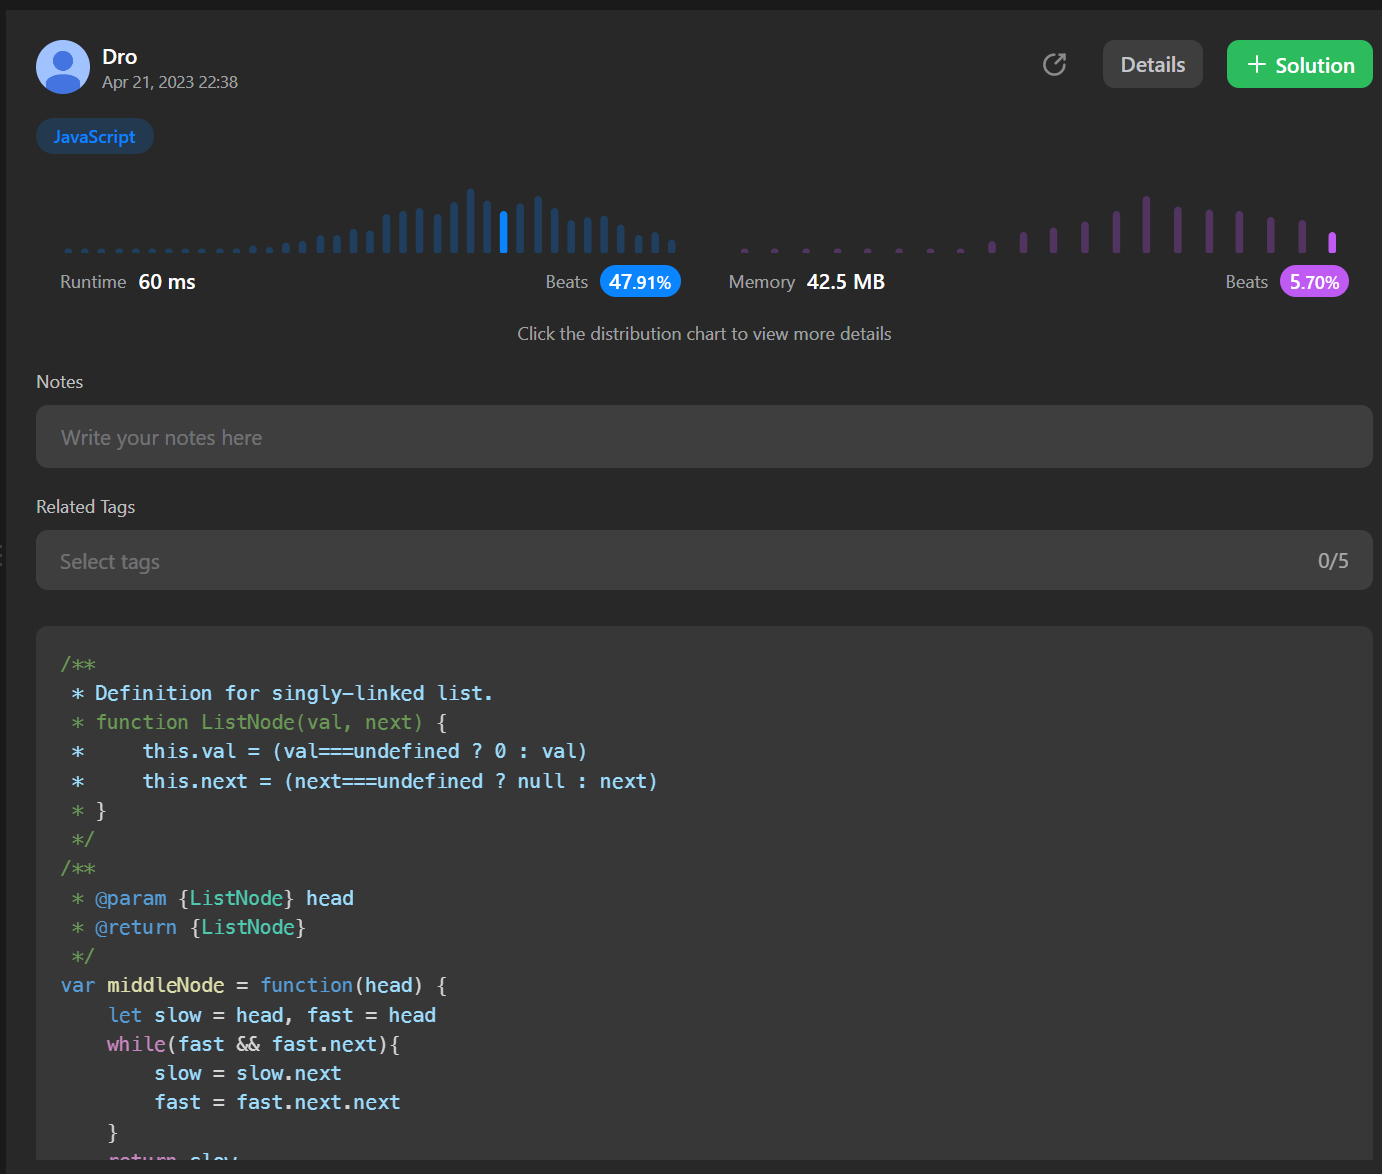 Dro
Apr 21, 2023 22:38
Details
+ Solution
JavaScript
Runtime 60 ms
Beats 47.91%
Memory 42.5 MB
Beats 5.70%
Click the distribution chart to view more details
Notes
Write your notes here
Related Tags
Select tags
0/5
/**
 * Definition for singly-linked list.
 * function ListNode(val, next) {
 *     this.val = (val===undefined ? 0 : val)
 *     this.next = (next===undefined ? null : next)
 * }
 */
/**
 * @param {ListNode} head
 * @return {ListNode}
 */
var middleNode = function(head) {
    let slow = head, fast = head
    while(fast && fast.next){
        slow = slow.next
        fast = fast.next.next
    }
    return slow